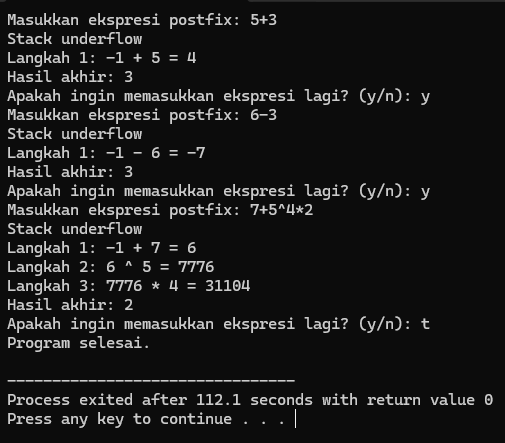 Masukkan ekspresi postfix: 5+3
Stack underflow
Langkah 1: -1 + 5 = 4
Hasil akhir: 3
Apakah ingin memasukkan ekspresi lagi? (y/n): y
Masukkan ekspresi postfix: 6-3
Stack underflow
Langkah 1: -1 - 6 = -7
Hasil akhir: 3
Apakah ingin memasukkan ekspresi lagi? (y/n): y
Masukkan ekspresi postfix: 7+5^4*2
Stack underflow
Langkah 1: -1 + 7 = 6
Langkah 2: 6 ^ 5 = 7776
Langkah 3: 7776 * 4 = 31104
Hasil akhir: 2
Apakah ingin memasukkan ekspresi lagi? (y/n): t
Program selesai.
--------------------------------
Process exited after 112.1 seconds with return value 0
Press any key to continue . . .